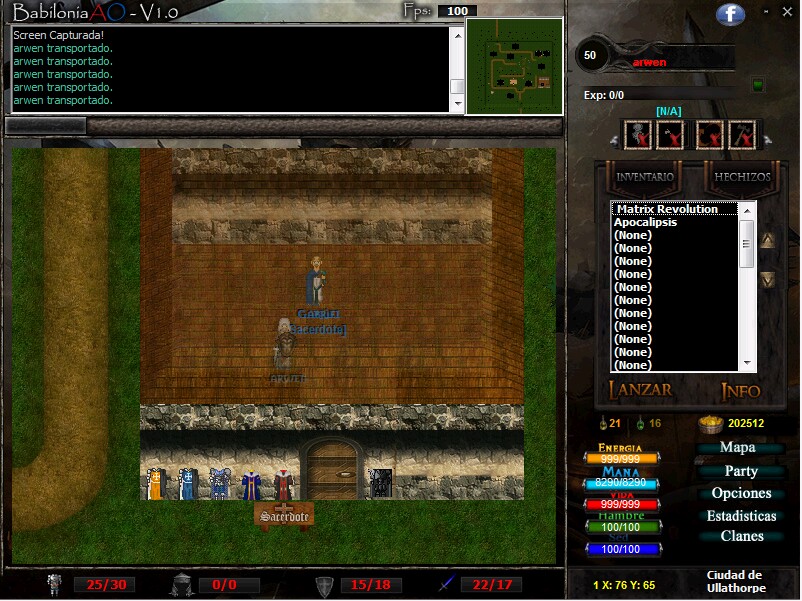 BabiloniaAO - V1.0
Fps: 100
Screen Capturada!
arwen transportado.
arwen transportado.
arwen transportado.
arwen transportado.
arwen transportado.
50
arwen
Exp: 0/0
[N/A]
INVENTARIO
HECHIZOS
Matrix Revolution
Apocalipsis
(None)
(None)
(None)
(None)
(None)
(None)
(None)
(None)
(None)
(None)
(None)
LANZAR
INFO
21
16
202512
ENERGIA
999/999
MANA
8290/8290
VIDA
999/999
Hambre
100/100
Sed
100/100
Mapa
Party
Opciones
Estadisticas
Clanes
Sacerdote]
arwen
Sacerdote
25/30
0/0
15/18
22/17
1 X: 76 Y: 65
Ciudad de
Ullathorpe